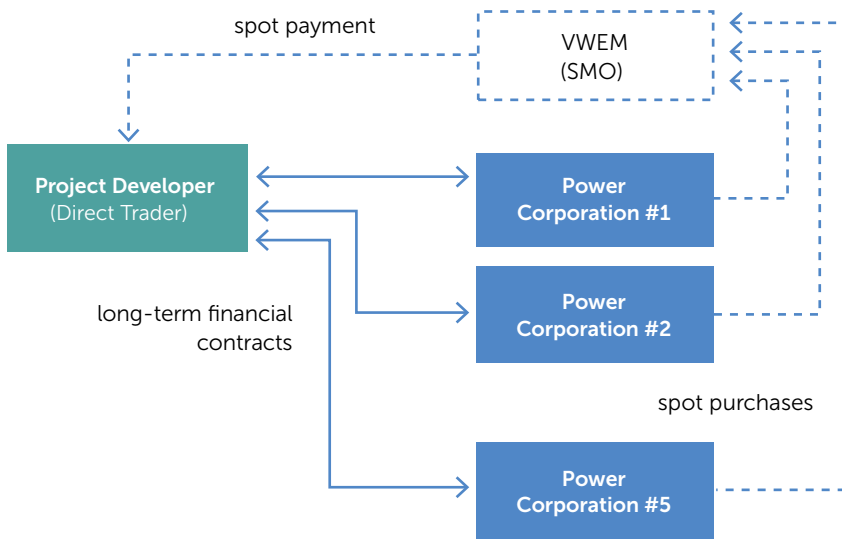 spot payment
VWEM
(SMO)
Project Developer
(Direct Trader)
Power
Corporation #1
long-term financial
contracts
Power
Corporation #2
spot purchases
Power
Corporation #5